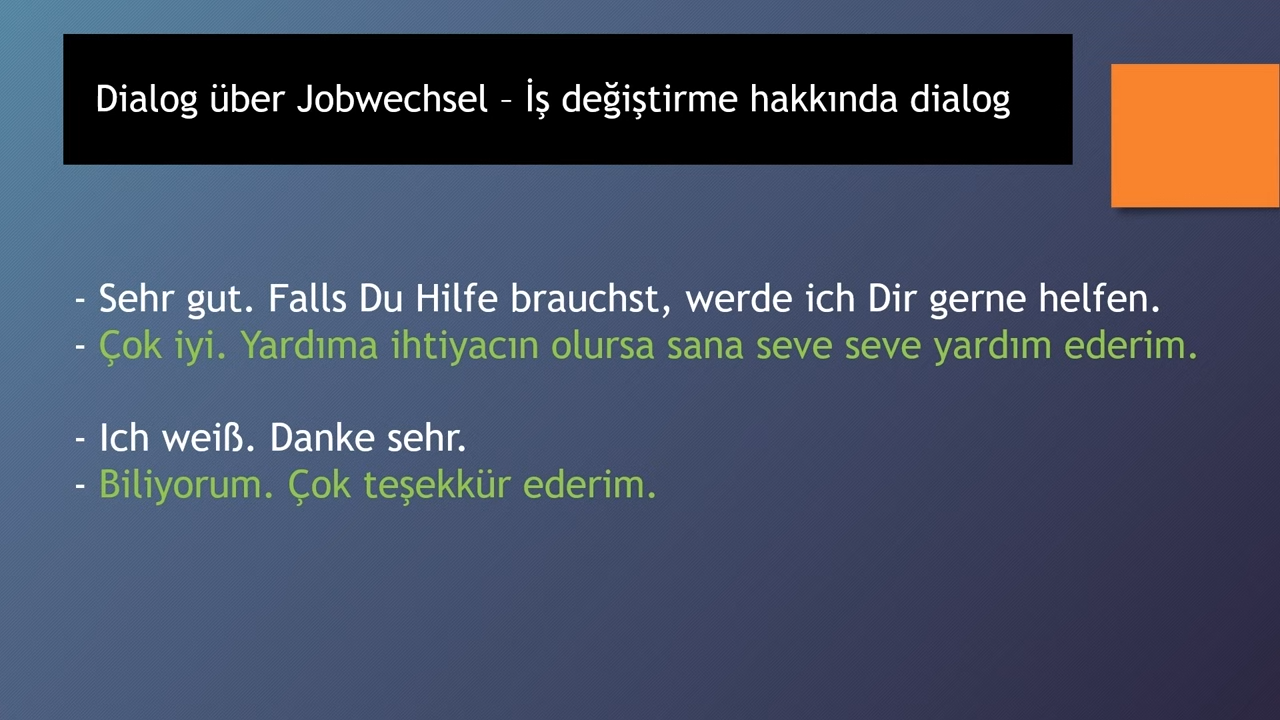 Dialog über Jobwechsel – İş değiştirme hakkında dialog
- Sehr gut. Falls Du Hilfe brauchst, werde ich Dir gerne helfen.
- Çok iyi. Yardıma ihtiyacın olursa sana seve seve yardım ederim.
- Ich weiß. Danke sehr.
- Biliyorum. Çok teşekkür ederim.